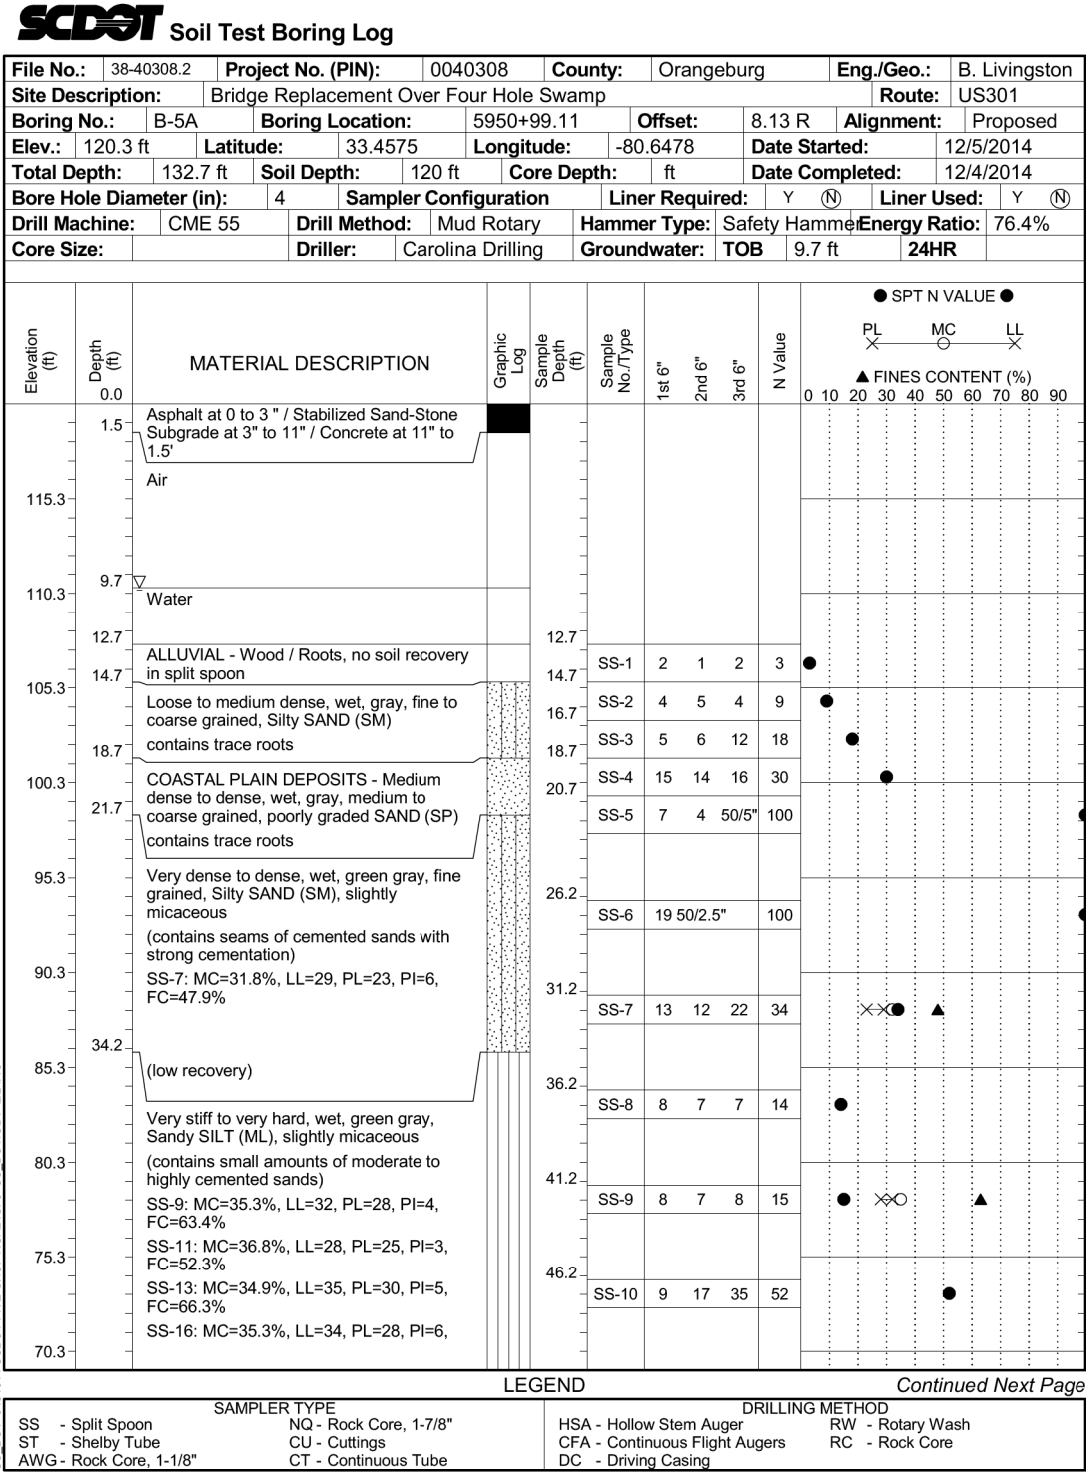 SCDOT Soil Test Boring Log
File No.: 38-40308.2 Project No. (PIN): 0040308 County: Orangeburg Eng./Geo.: B. Livingston
Site Description: Bridge Replacement Over Four Hole Swamp Route: US301
Boring No.: B-5A Boring Location: 5950+99.11 Offset: 8.13 R Alignment: Proposed
Elev.: 120.3 ft Latitude: 33.4575 Longitude: -80.6478 Date Started: 12/5/2014
Total Depth: 132.7 ft Soil Depth: 120 ft Core Depth: ft Date Completed: 12/4/2014
Bore Hole Diameter (in): 4 Sampler Configuration Liner Required: Y N Liner Used: Y N
Drill Machine: CME 55 Drill Method: Mud Rotary Hammer Type: Safety Hammer Energy Ratio: 76.4%
Core Size: Driller: Carolina Drilling Groundwater: TOB 9.7 ft 24HR
Elevation (ft)
Depth (ft)
0.0
MATERIAL DESCRIPTION
Graphic Log
Sample Depth (ft)
Sample No./Type
1st 6"
2nd 6"
3rd 6"
N Value
● SPT N VALUE ●
PL MC LL
▲ FINES CONTENT (%)
0 10 20 30 40 50 60 70 80 90
1.5
Asphalt at 0 to 3 " / Stabilized Sand-Stone
Subgrade at 3" to 11" / Concrete at 11" to
1.5'
Air
115.3
9.7
110.3
Water
12.7 12.7
ALLUVIAL - Wood / Roots, no soil recovery
in split spoon
SS-1 2 1 2 3
14.7 14.7
105.3
Loose to medium dense, wet, gray, fine to
coarse grained, Silty SAND (SM)
SS-2 4 5 4 9
16.7
contains trace roots
SS-3 5 6 12 18
18.7 18.7
100.3
COASTAL PLAIN DEPOSITS - Medium
dense to dense, wet, gray, medium to
coarse grained, poorly graded SAND (SP)
SS-4 15 14 16 30
20.7
21.7
SS-5 7 4 50/5" 100
contains trace roots
95.3
Very dense to dense, wet, green gray, fine
grained, Silty SAND (SM), slightly
micaceous
26.2
SS-6 19 50/2.5" 100
(contains seams of cemented sands with
strong cementation)
90.3
SS-7: MC=31.8%, LL=29, PL=23, PI=6,
FC=47.9%
31.2
SS-7 13 12 22 34
34.2
85.3
(low recovery)
36.2
SS-8 8 7 7 14
Very stiff to very hard, wet, green gray,
Sandy SILT (ML), slightly micaceous
80.3
(contains small amounts of moderate to
highly cemented sands)
41.2
SS-9 8 7 8 15
SS-9: MC=35.3%, LL=32, PL=28, PI=4,
FC=63.4%
75.3
SS-11: MC=36.8%, LL=28, PL=25, PI=3,
FC=52.3%
46.2
SS-10 9 17 35 52
SS-13: MC=34.9%, LL=35, PL=30, PI=5,
FC=66.3%
SS-16: MC=35.3%, LL=34, PL=28, PI=6,
70.3
LEGEND
Continued Next Page
SAMPLER TYPE
SS - Split Spoon NQ - Rock Core, 1-7/8"
ST - Shelby Tube CU - Cuttings
AWG - Rock Core, 1-1/8" CT - Continuous Tube
DRILLING METHOD
HSA - Hollow Stem Auger RW - Rotary Wash
CFA - Continuous Flight Augers RC - Rock Core
DC - Driving Casing